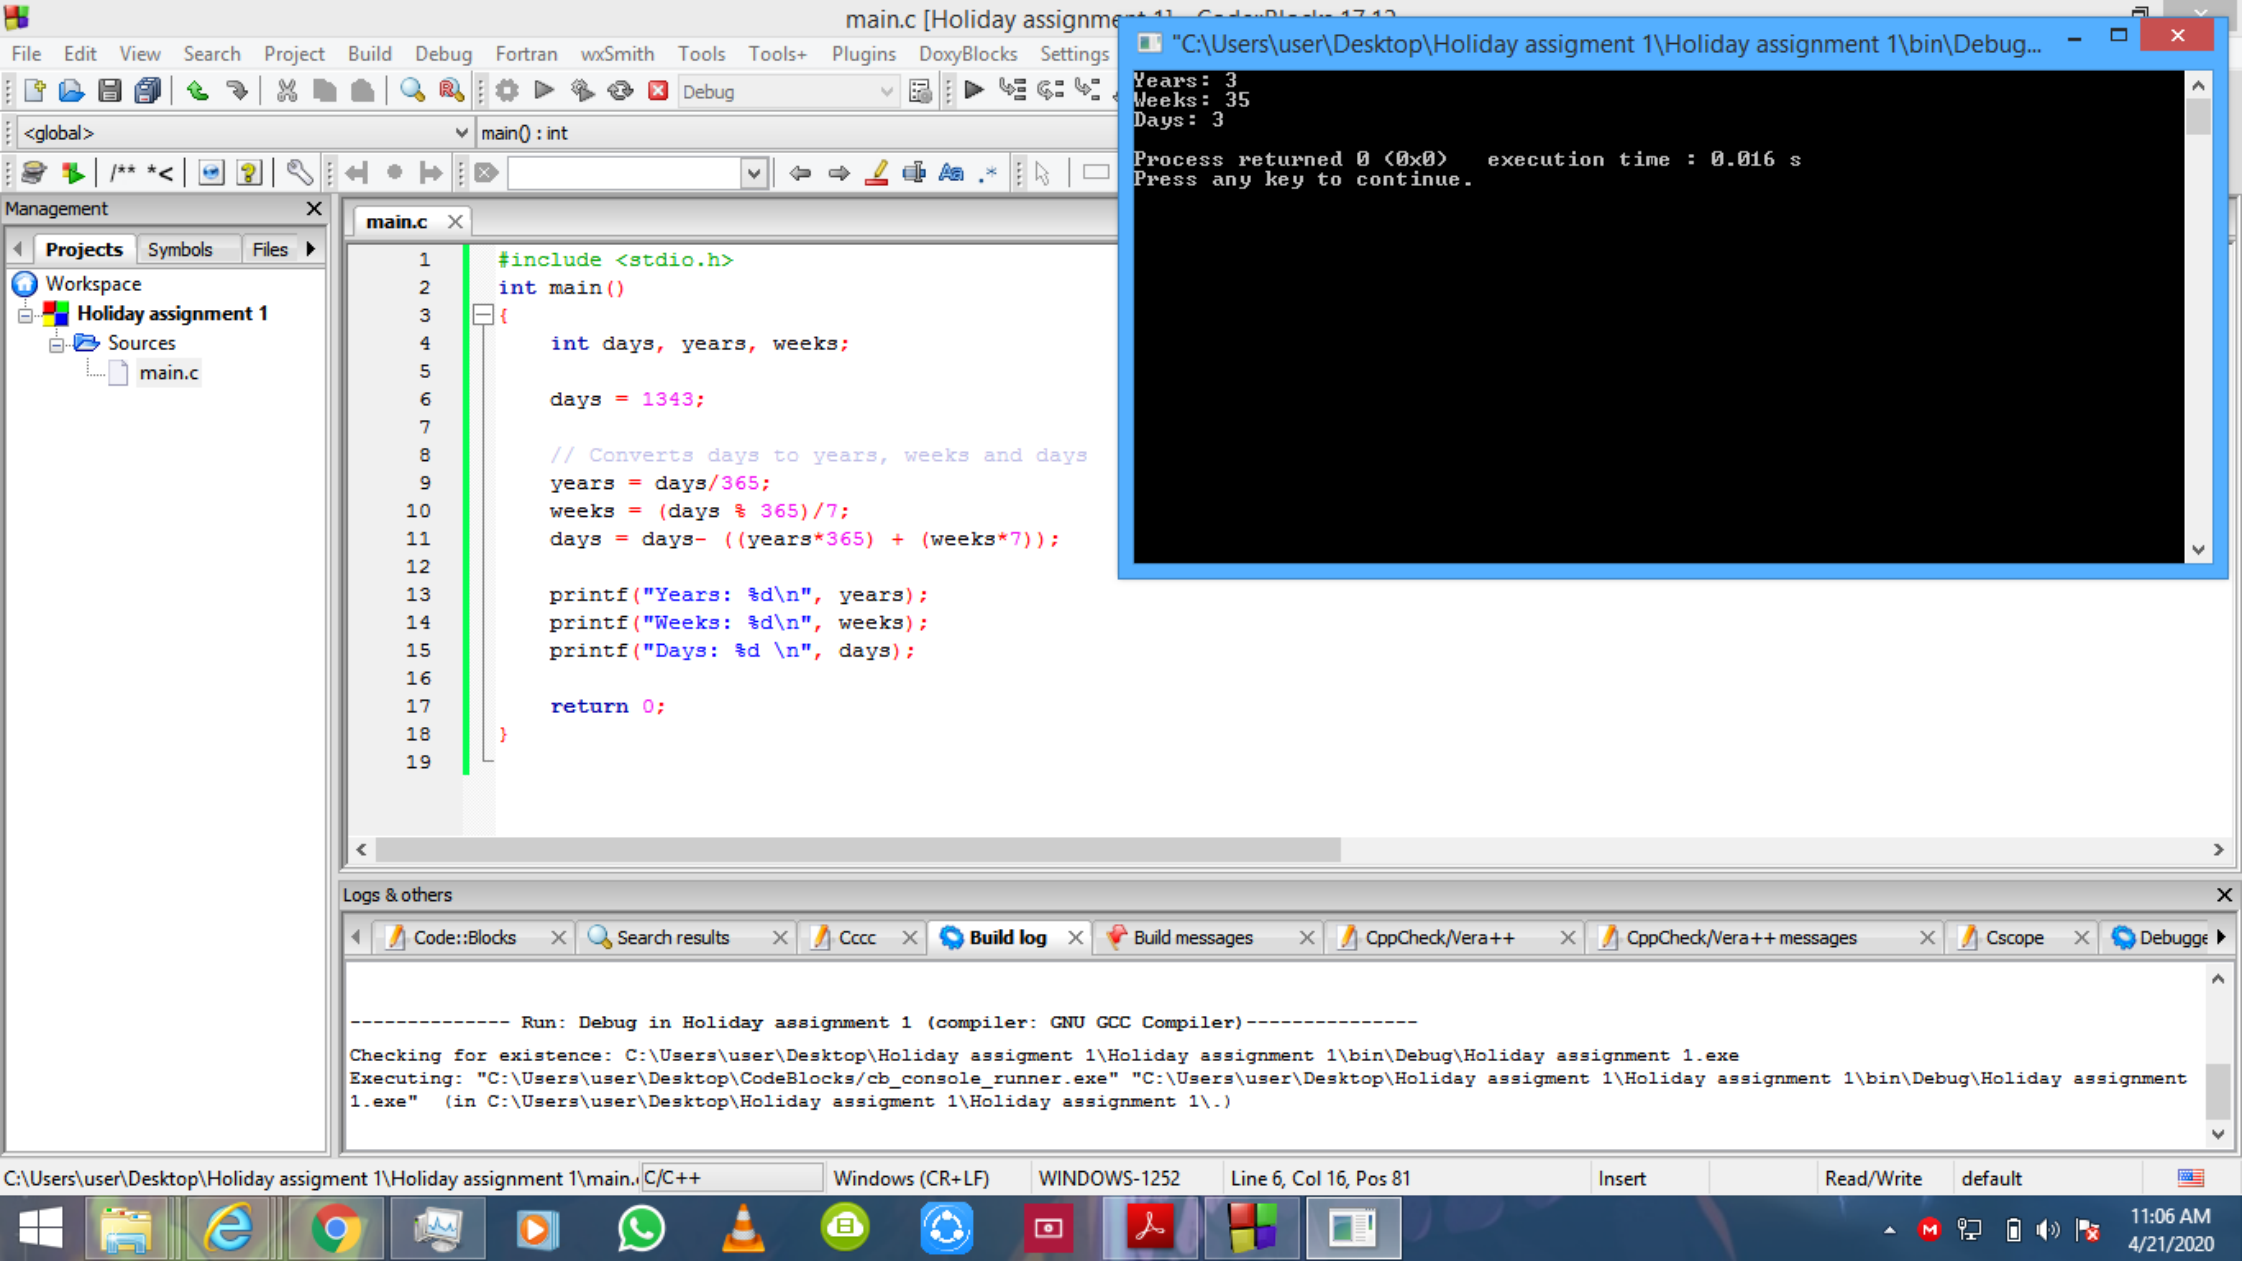 main.c [Holiday assignment 1] - Code::Blocks 17.12
File Edit View Search Project Build Debug Fortran wxSmith Tools Tools+ Plugins DoxyBlocks Settings
Debug
<global>
main() : int
/** *<
Aa .*
Management
Projects Symbols Files
Workspace
Holiday assignment 1
Sources
main.c
main.c
1 #include <stdio.h>
2 int main()
3 {
4 int days, years, weeks;
5
6 days = 1343;
7
8 // Converts days to years, weeks and days
9 years = days/365;
10 weeks = (days % 365)/7;
11 days = days- ((years*365) + (weeks*7));
12
13 printf("Years: %d\n", years);
14 printf("Weeks: %d\n", weeks);
15 printf("Days: %d \n", days);
16
17 return 0;
18 }
19
"C:\Users\user\Desktop\Holiday assigment 1\Holiday assignment 1\bin\Debug...
Years: 3
Weeks: 35
Days: 3
Process returned 0 (0x0)   execution time : 0.016 s
Press any key to continue.
Logs & others
Code::Blocks Search results Cccc Build log Build messages CppCheck/Vera++ CppCheck/Vera++ messages Cscope Debugge
-------------- Run: Debug in Holiday assignment 1 (compiler: GNU GCC Compiler)---------------
Checking for existence: C:\Users\user\Desktop\Holiday assigment 1\Holiday assignment 1\bin\Debug\Holiday assignment 1.exe
Executing: "C:\Users\user\Desktop\CodeBlocks/cb_console_runner.exe" "C:\Users\user\Desktop\Holiday assigment 1\Holiday assignment 1\bin\Debug\Holiday assignment
1.exe"  (in C:\Users\user\Desktop\Holiday assigment 1\Holiday assignment 1\.)
C:\Users\user\Desktop\Holiday assigment 1\Holiday assignment 1\main. C/C++ Windows (CR+LF) WINDOWS-1252 Line 6, Col 16, Pos 81 Insert Read/Write default
11:06 AM
4/21/2020